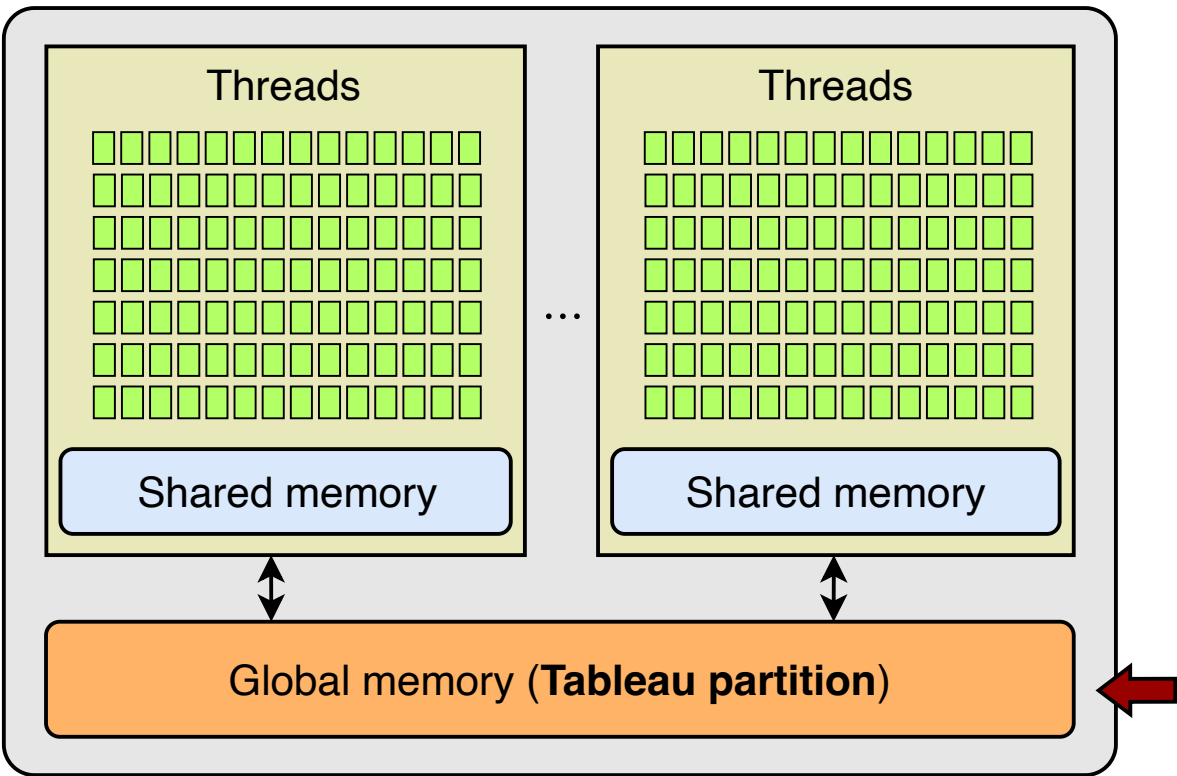 Threads
Threads
...
Shared memory
Shared memory
Global memory (Tableau partition)